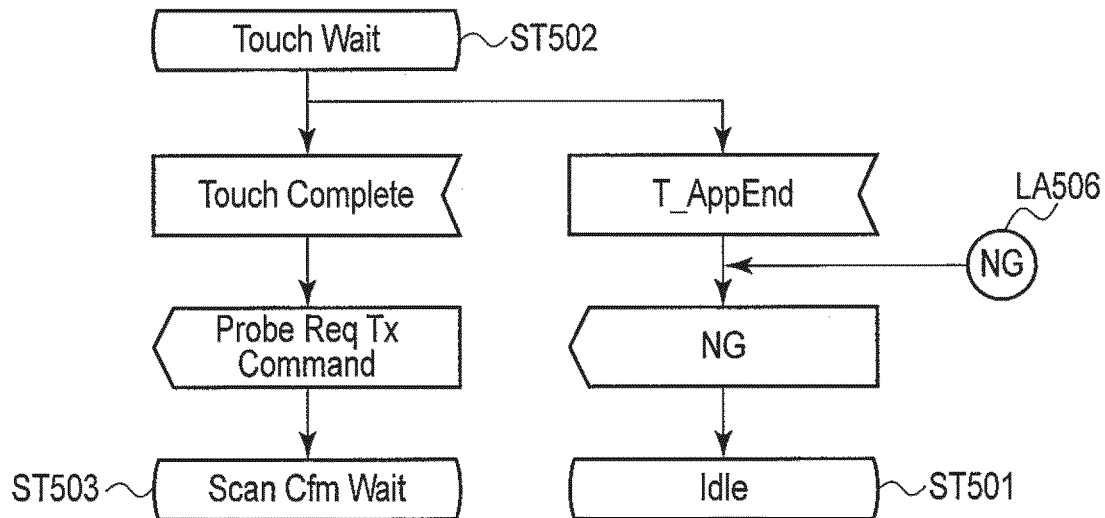 Touch Wait
ST502
Touch Complete
T_AppEnd
LA506
NG
Probe Req Tx
Command
NG
ST503
Scan Cfm Wait
Idle
ST501